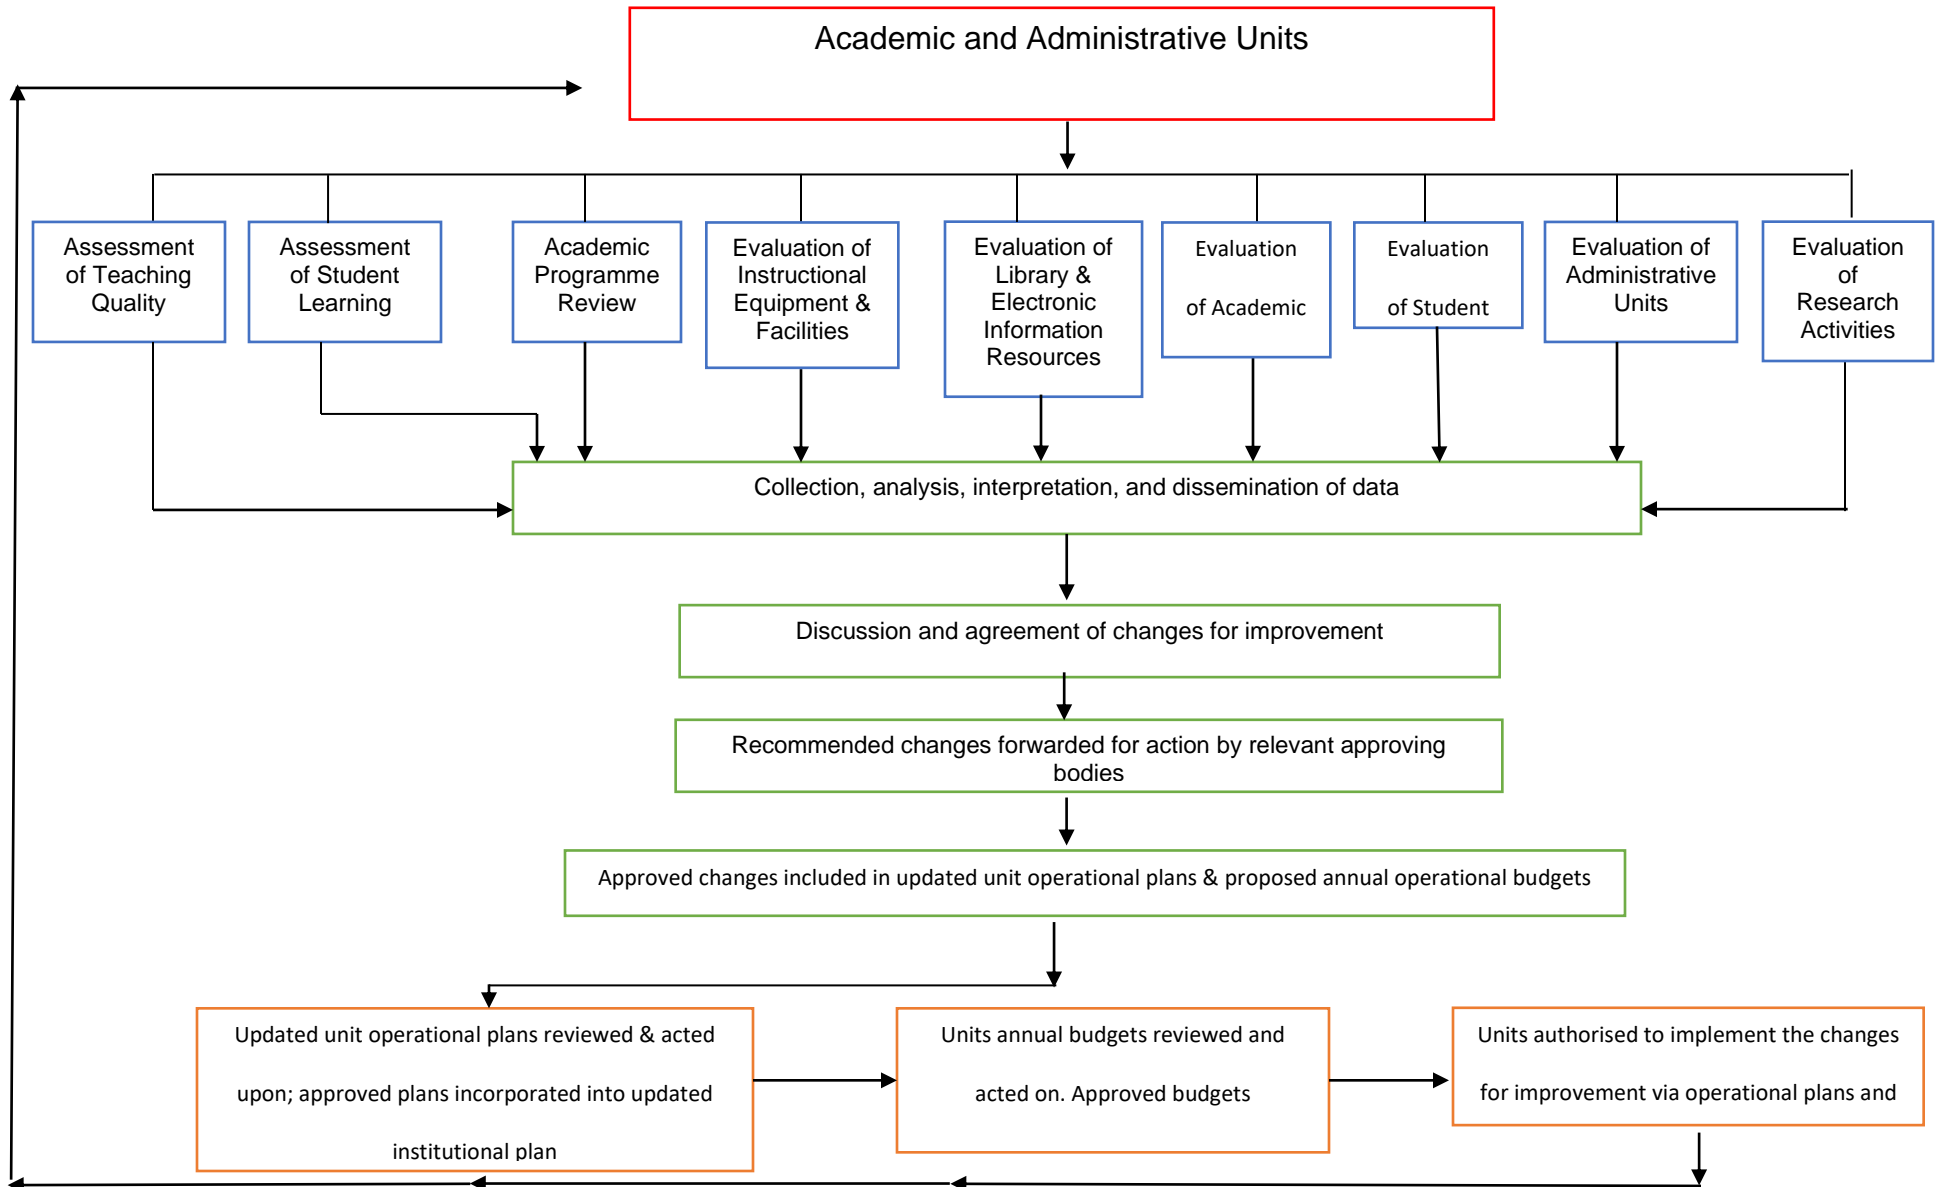 Academic and Administrative Units
Assessment
of Teaching
Quality
Assessment
of Student
Learning
Academic
Programme
Review
Evaluation of
Instructional
Equipment &
Facilities
Evaluation of
Library &
Electronic
Information
Resources
Evaluation
of Academic
Evaluation
of Student
Evaluation of
Administrative
Units
Evaluation
of
Research
Activities
Collection, analysis, interpretation, and dissemination of data
Discussion and agreement of changes for improvement
Recommended changes forwarded for action by relevant approving
bodies
Approved changes included in updated unit operational plans & proposed annual operational budgets
Updated unit operational plans reviewed & acted
upon; approved plans incorporated into updated
institutional plan
Units annual budgets reviewed and
acted on. Approved budgets
Units authorised to implement the changes
for improvement via operational plans and